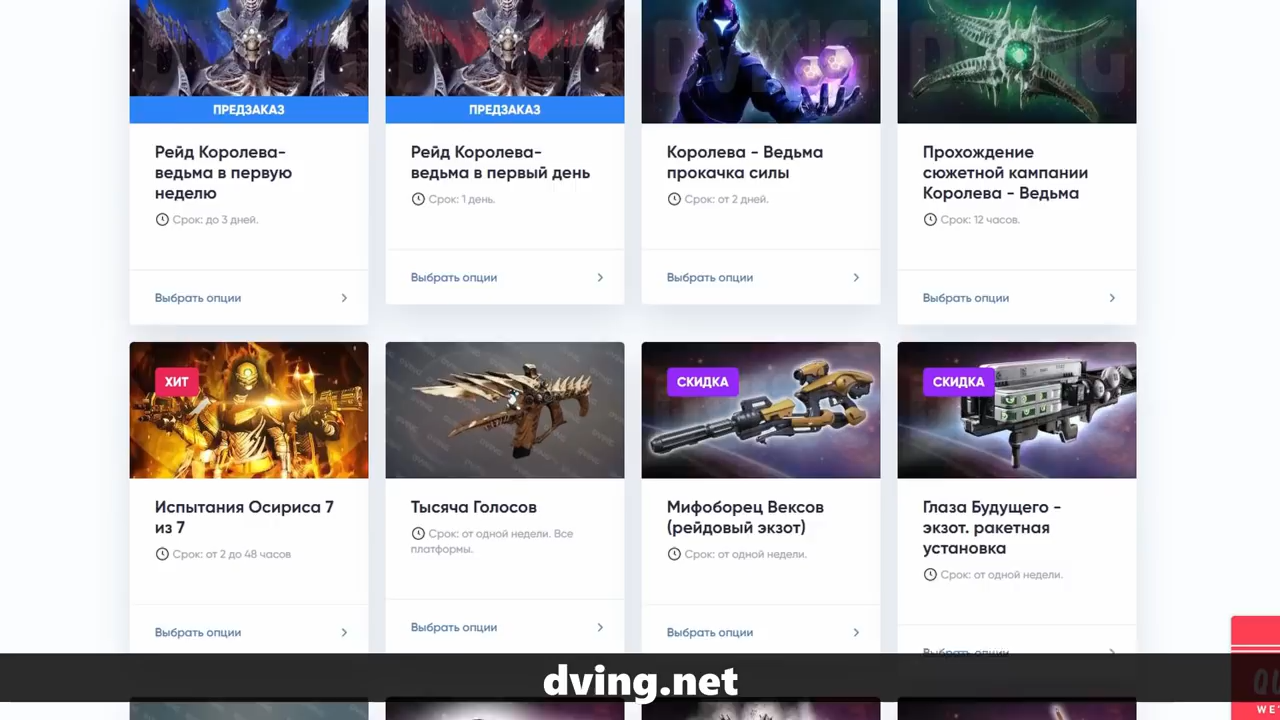 ПРЕДЗАКАЗ
ПРЕДЗАКАЗ
Рейд Королева-
ведьма в первую
неделю
Срок: до 3 дней.
Выбрать опции
Рейд Королева-
ведьма в первый день
Срок: 1 день.
Выбрать опции
Королева - Ведьма
прокачка силы
Срок: от 2 дней.
Выбрать опции
Прохождение
сюжетной кампании
Королева - Ведьма
Срок: 12 часов.
Выбрать опции
ХИТ
Испытания Осириса 7
из 7
Срок: от 2 до 48 часов
Выбрать опции
Тысяча Голосов
Срок: от одной недели. Все
платформы.
Выбрать опции
СКИДКА
Мифоборец Вексов
(рейдовый экзот)
Срок: от одной недели.
Выбрать опции
СКИДКА
Глаза Будущего -
экзот. ракетная
установка
Срок: от одной недели.
Выбрать опции
dving.net